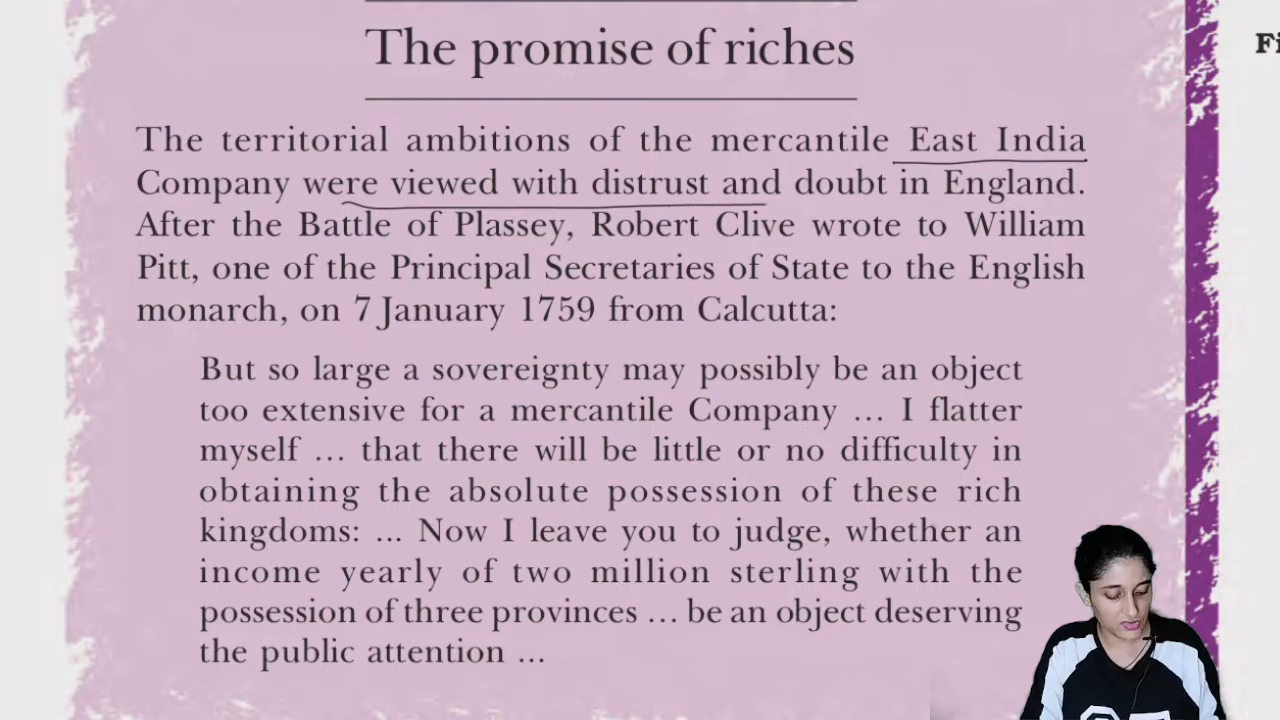 The promise of riches
Fi
The territorial ambitions of the mercantile East India
Company were viewed with distrust and doubt in England.
After the Battle of Plassey, Robert Clive wrote to William
Pitt, one of the Principal Secretaries of State to the English
monarch, on 7 January 1759 from Calcutta:
But so large a sovereignty may possibly be an object
too extensive for a mercantile Company ... I flatter
myself ... that there will be little or no difficulty in
obtaining the absolute possession of these rich
kingdoms: ... Now I leave you to judge, whether an
income yearly of two million sterling with the
possession of three provinces ... be an object deserving
the public attention ...